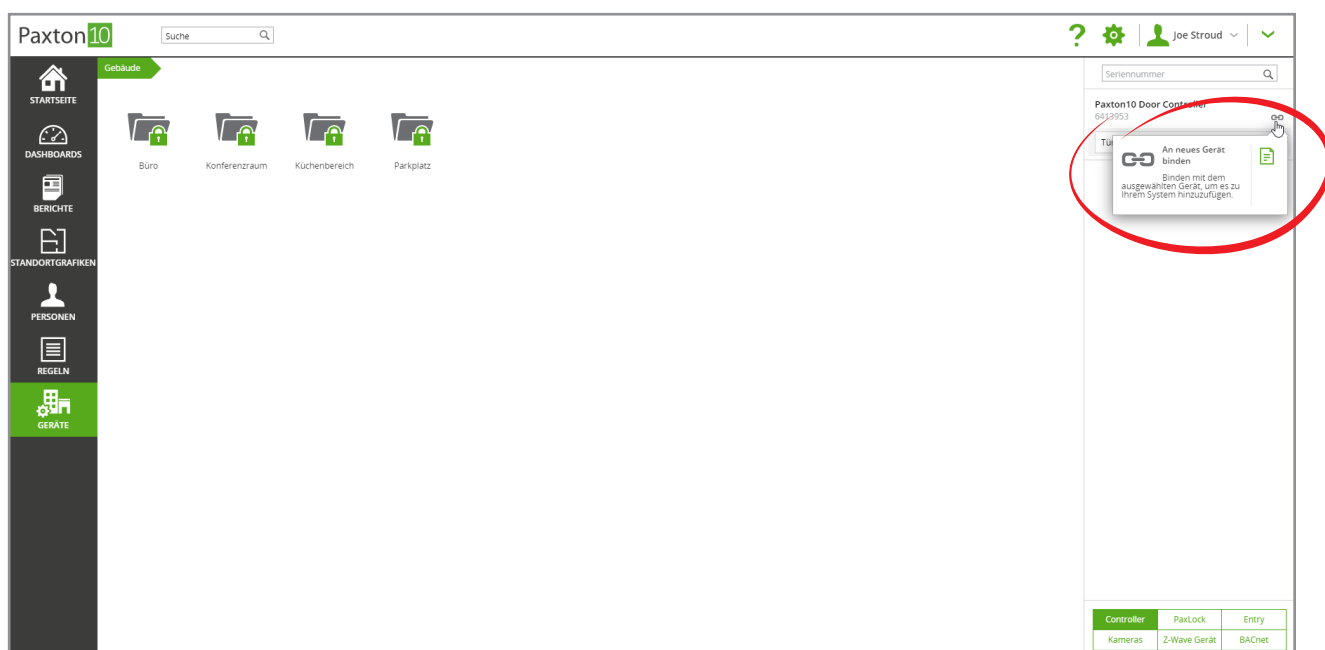 Paxton10
Suche
Joe Stroud
STARTSEITE
DASHBOARDS
BERICHTE
STANDORTGRAFIKEN
PERSONEN
REGELN
GERÄTE
Gebäude
Büro
Konferenzraum
Küchenbereich
Parkplatz
Seriennummer
Paxton10 Door Controller
6413953
An neues Gerät
binden
Binden mit dem
ausgewählten Gerät, um es zu
Ihrem System hinzuzufügen.
Controller PaxLock Entry
Kameras Z-Wave Gerät BACnet